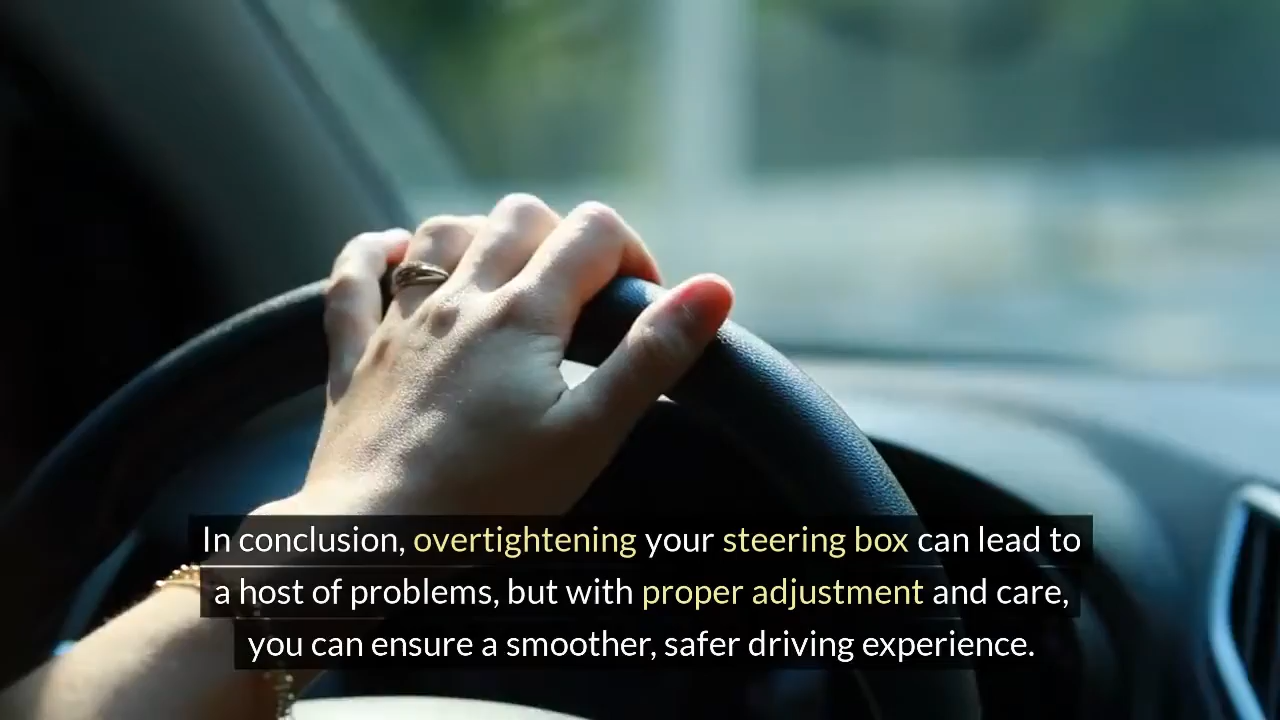 In conclusion, overtightening your steering box can lead to
a host of problems, but with proper adjustment and care,
you can ensure a smoother, safer driving experience.